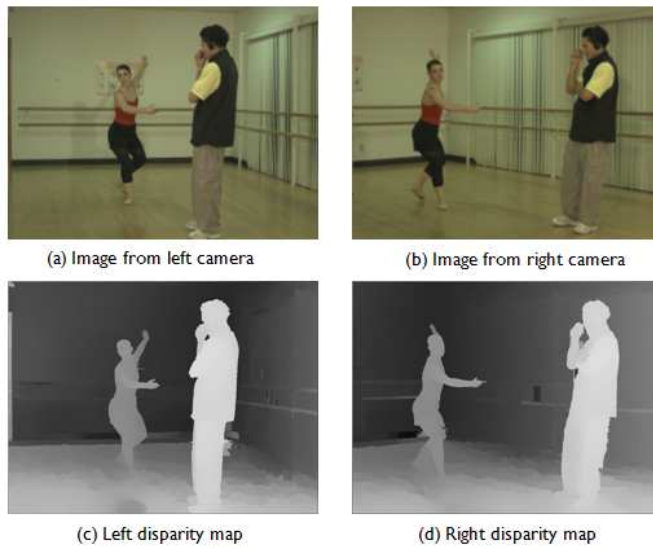 (a) Image from left camera
(b) Image from right camera
(c) Left disparity map
(d) Right disparity map